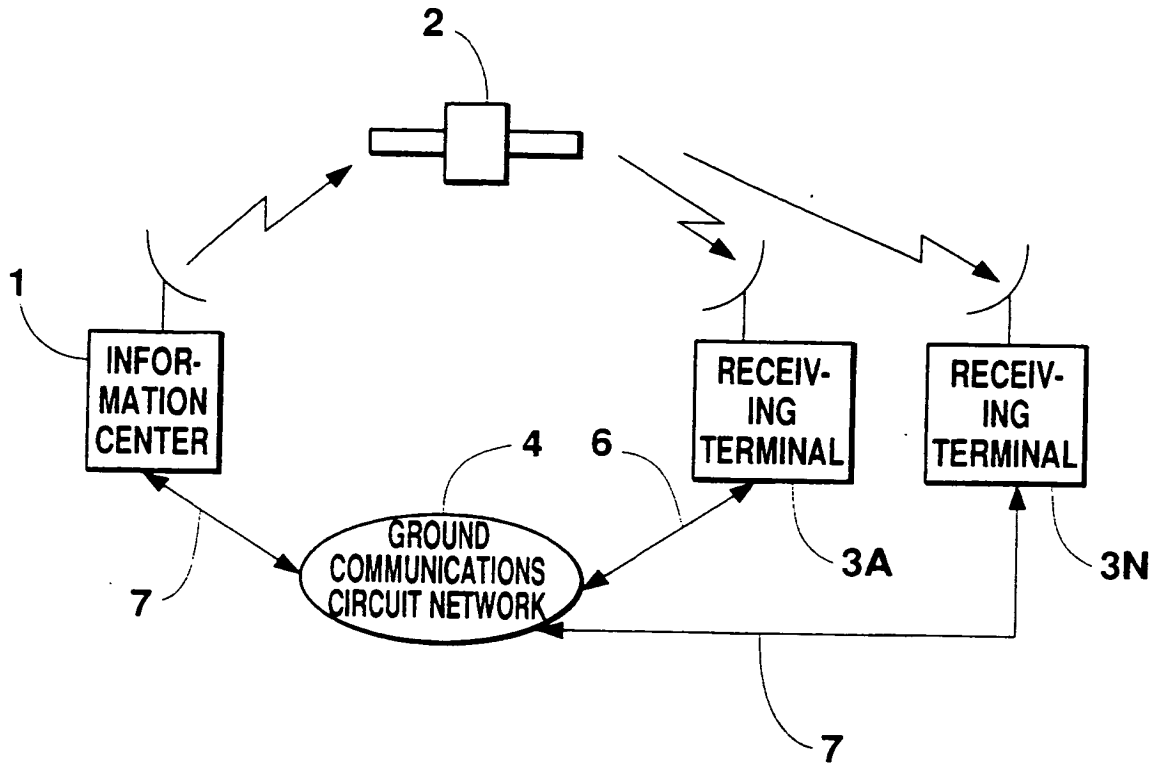 2
1
INFOR-
MATION
CENTER
RECEIV-
ING
TERMINAL
RECEIV-
ING
TERMINAL
4
6
GROUND
COMMUNICATIONS
CIRCUIT NETWORK
3A
3N
7
7